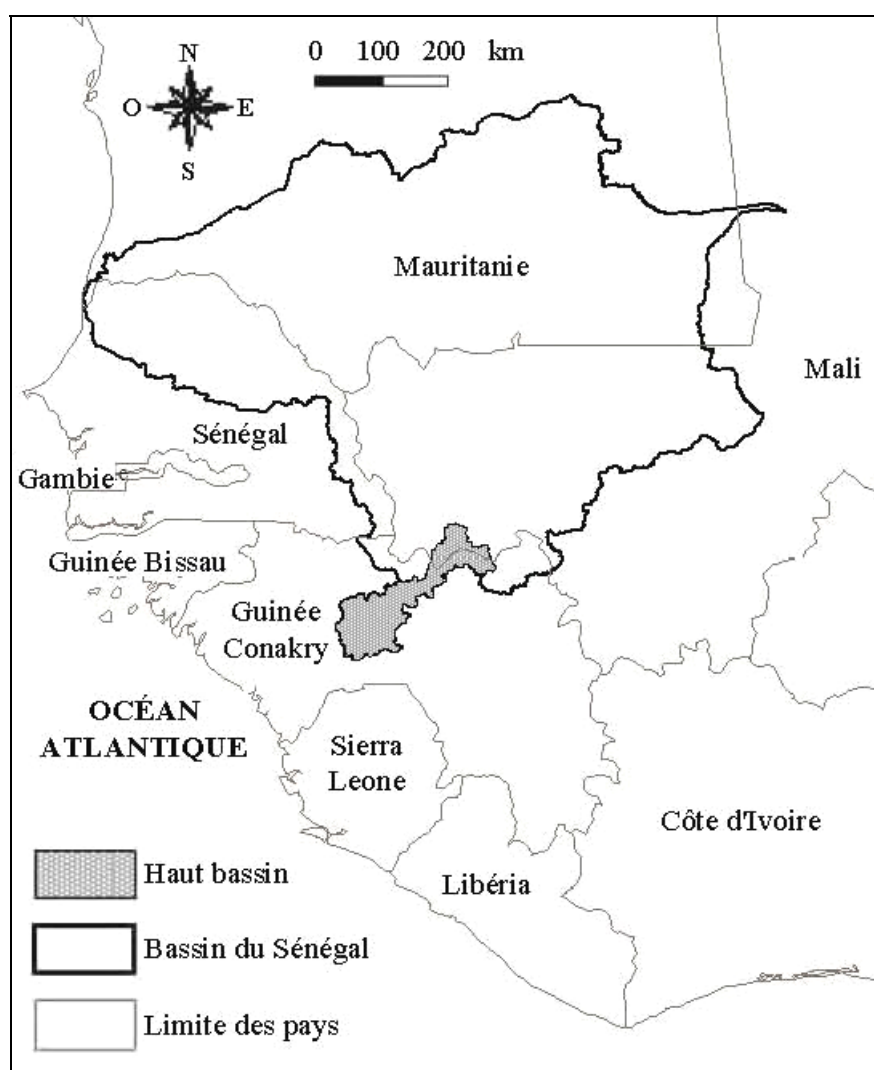 N
0 100 200 km
O E
S
Mauritanie
Mali
Sénégal
Gambie
Guinée Bissau
Guinée
Conakry
OCÉAN
ATLANTIQUE
Sierra
Leone
Côte d'Ivoire
Libéria
Haut bassin
Bassin du Sénégal
Limite des pays